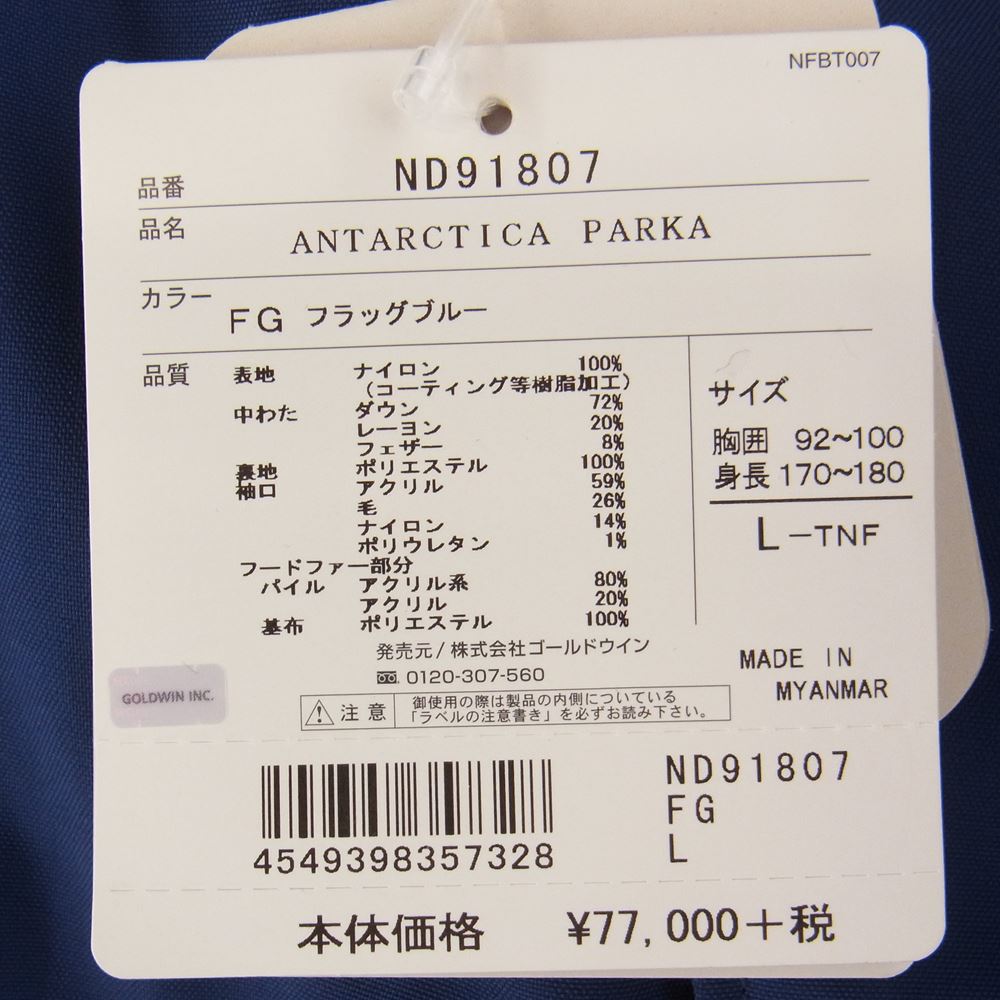 NFBT007
品番 ND91807
品名 ANTARCTICA PARKA
カラー FG フラッグブルー
品質 表地 ナイロン 100%
(コーティング等樹脂加工)
中わた ダウン 72%
レーヨン 20%
フェザー 8%
裏地 ポリエステル 100%
袖口 アクリル 59%
毛 26%
ナイロン 14%
ポリウレタン 1%
フードファー部分
パイル アクリル系 80%
アクリル 20%
基布 ポリエステル 100%
サイズ
胸囲 92~100
身長 170~180
L-TNF
発売元/株式会社ゴールドウイン
0120-307-560
MADE IN
MYANMAR
GOLDWIN INC.
注意 御使用の際は製品の内側についている
「ラベルの注意書き」を必ずお読み下さい。
4549398357328
ND91807
FG
L
本体価格 ¥77,000+税